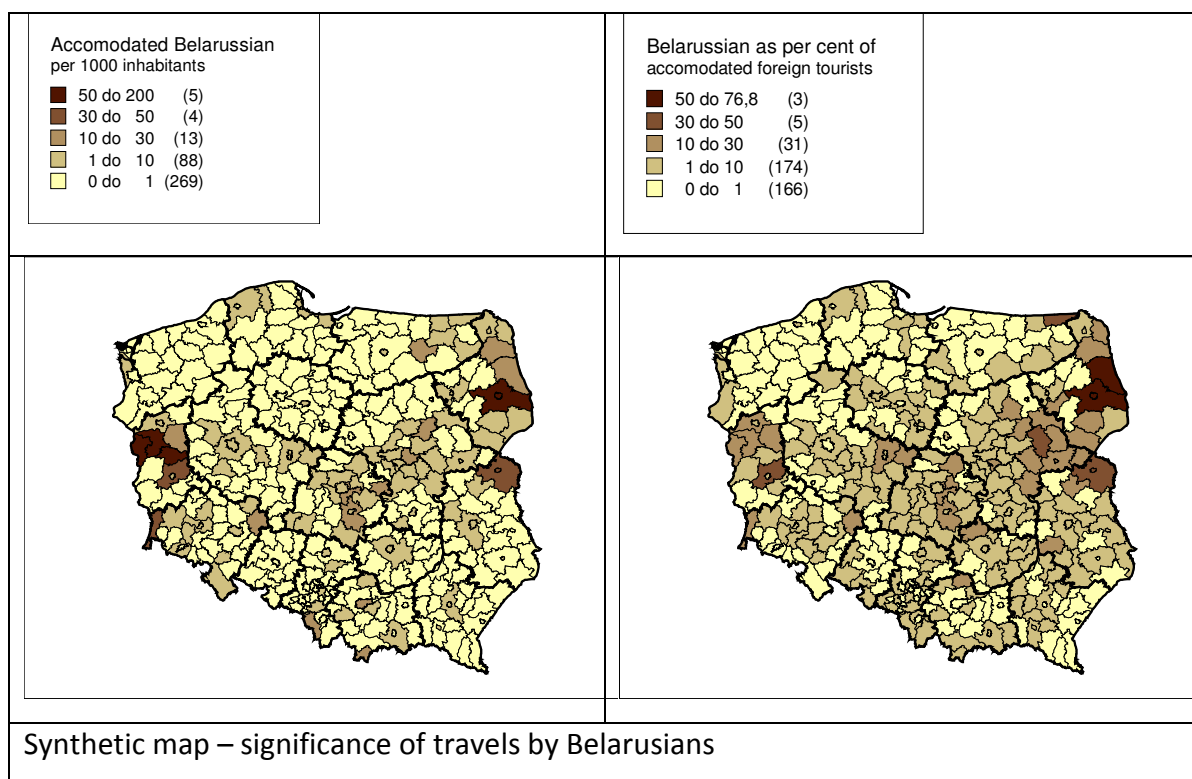 Accomodated Belarussian
per 1000 inhabitants
50 do 200 (5)
30 do 50 (4)
10 do 30 (13)
1 do 10 (88)
0 do 1 (269)
Belarussian as per cent of
accomodated foreign tourists
50 do 76,8 (3)
30 do 50 (5)
10 do 30 (31)
1 do 10 (174)
0 do 1 (166)
Synthetic map – significance of travels by Belarusians